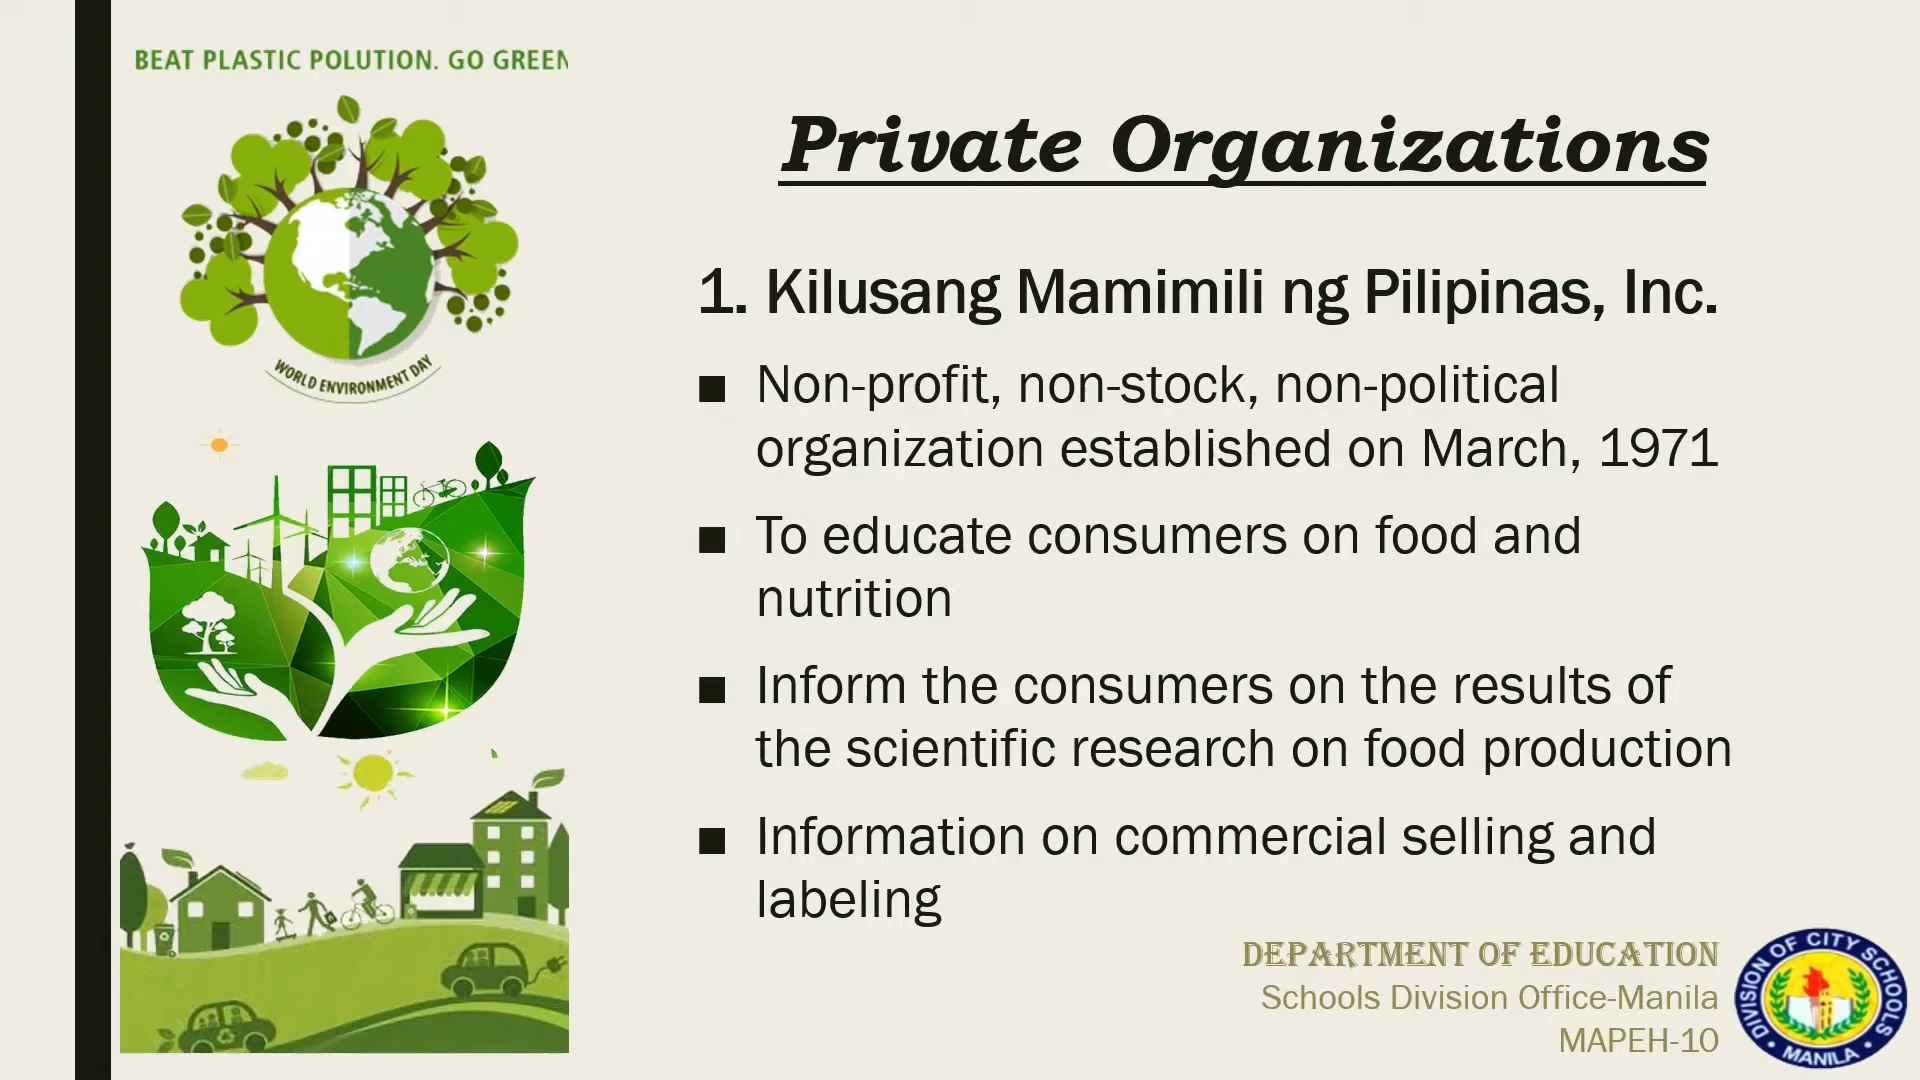 BEAT PLASTIC POLUTION. GO GREEN
WORLD ENVIRONMENT DAY
Private Organizations
1. Kilusang Mamimili ng Pilipinas, Inc.
■ Non-profit, non-stock, non-political
organization established on March, 1971
■ To educate consumers on food and
nutrition
■ Inform the consumers on the results of
the scientific research on food production
■ Information on commercial selling and
labeling
DEPARTMENT OF EDUCATION
Schools Division Office-Manila
MAPEH-10
DIVISION OF CITY SCHOOLS
• MANILA •